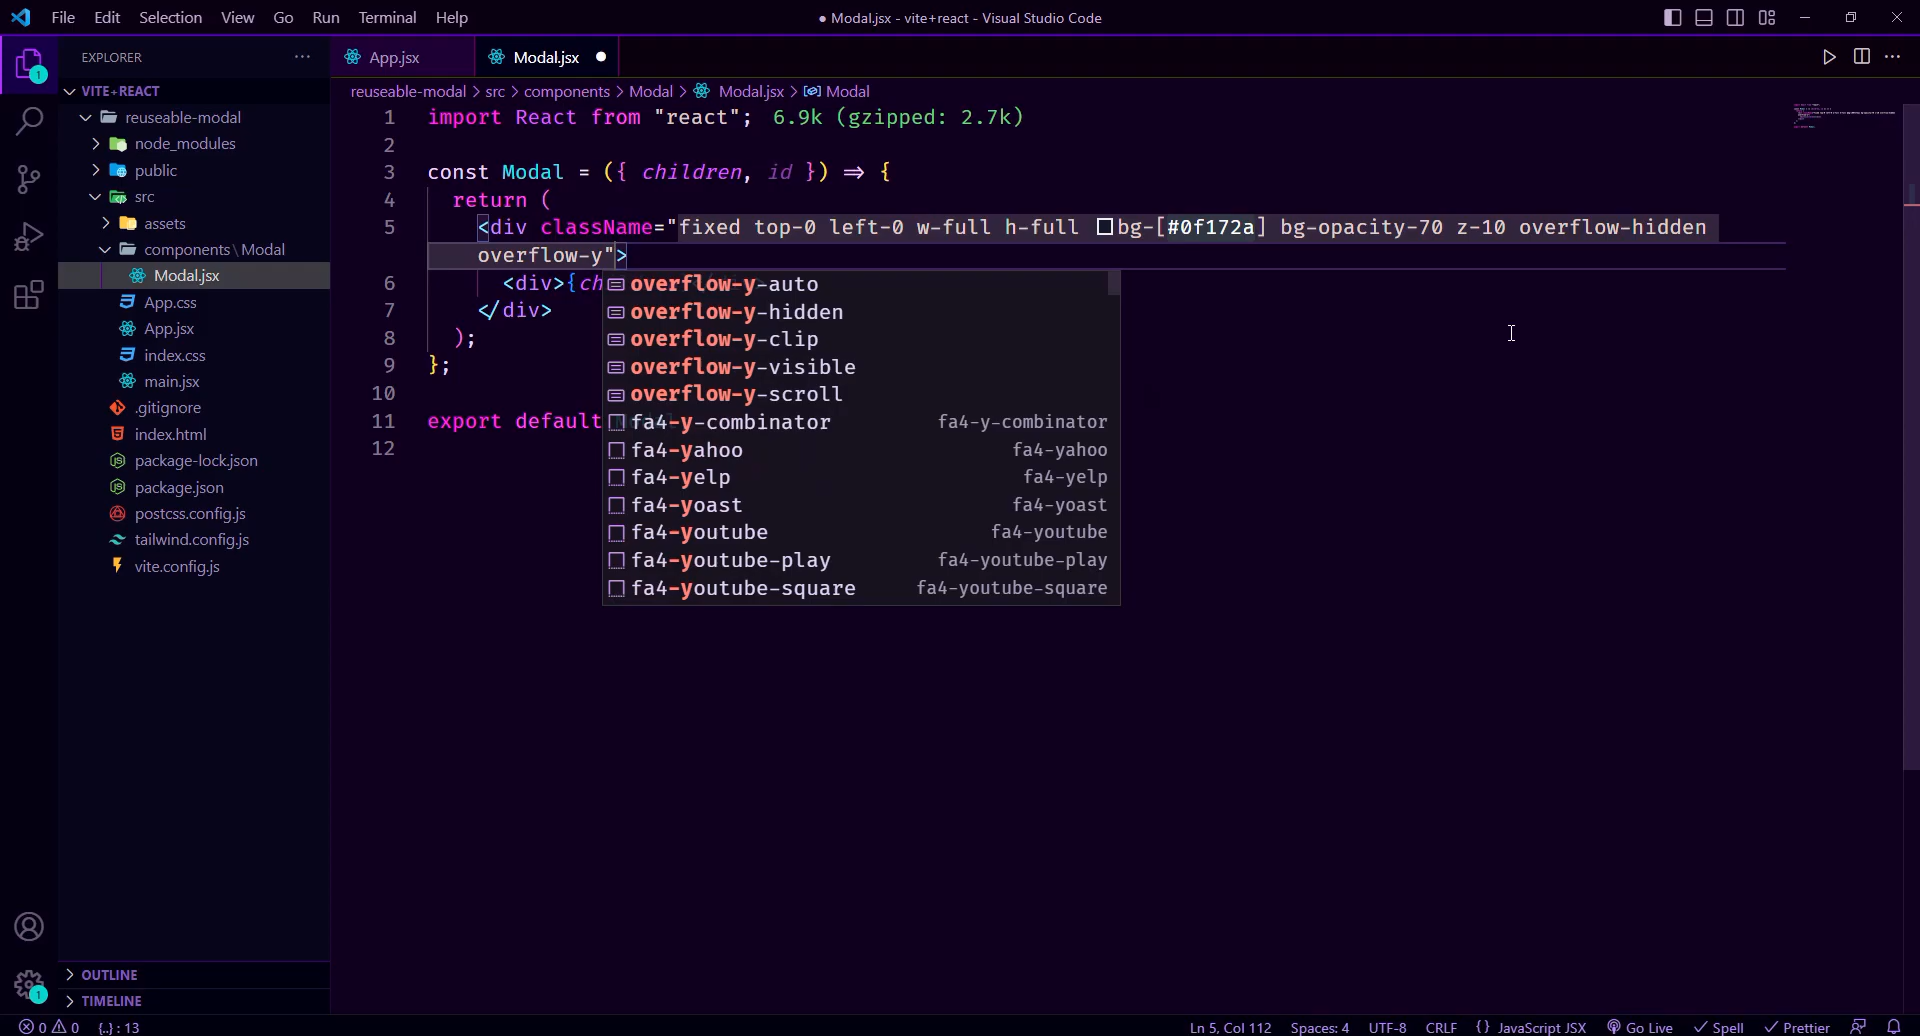 File Edit Selection View Go Run Terminal Help
● Modal.jsx - vite+react - Visual Studio Code
EXPLORER
App.jsx
Modal.jsx
VITE+REACT
reuseable-modal
node_modules
public
src
assets
components\Modal
Modal.jsx
App.css
App.jsx
index.css
main.jsx
.gitignore
index.html
package-lock.json
package.json
postcss.config.js
tailwind.config.js
vite.config.js
OUTLINE
TIMELINE
1
1
reuseable-modal > src > components > Modal > Modal.jsx > Modal
1 import React from "react"; 6.9k (gzipped: 2.7k)
2
3 const Modal = ({ children, id }) => {
4 return (
5 <div className="fixed top-0 left-0 w-full h-full bg-[#0f172a] bg-opacity-70 z-10 overflow-hidden
overflow-y">
6 <div>{ch
7 </div>
8 );
9 };
10
11 export default
12
overflow-y-auto
overflow-y-hidden
overflow-y-clip
overflow-y-visible
overflow-y-scroll
fa4-y-combinator fa4-y-combinator
fa4-yahoo fa4-yahoo
fa4-yelp fa4-yelp
fa4-yoast fa4-yoast
fa4-youtube fa4-youtube
fa4-youtube-play fa4-youtube-play
fa4-youtube-square fa4-youtube-square
0 0 {..} : 13
Ln 5, Col 112 Spaces: 4 UTF-8 CRLF {} JavaScript JSX Go Live Spell Prettier